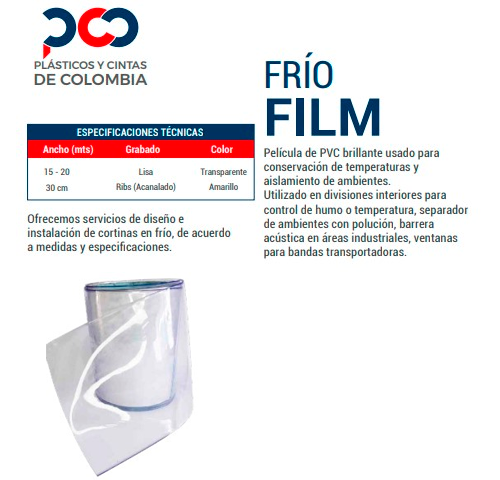 pcc
PLÁSTICOS Y CINTAS
DE COLOMBIA
FRÍO
FILM
ESPECIFICACIONES TÉCNICAS
Ancho (mts) Grabado Color
15 - 20 Lisa Transparente
30 cm Ribs (Acanalado) Amarillo
Ofrecemos servicios de diseño e
instalación de cortinas en frío, de acuerdo
a medidas y especificaciones.
Película de PVC brillante usado para
conservación de temperaturas y
aislamiento de ambientes.
Utilizado en divisiones interiores para
control de humo o temperatura, separador
de ambientes con polución, barrera
acústica en áreas industriales, ventanas
para bandas transportadoras.